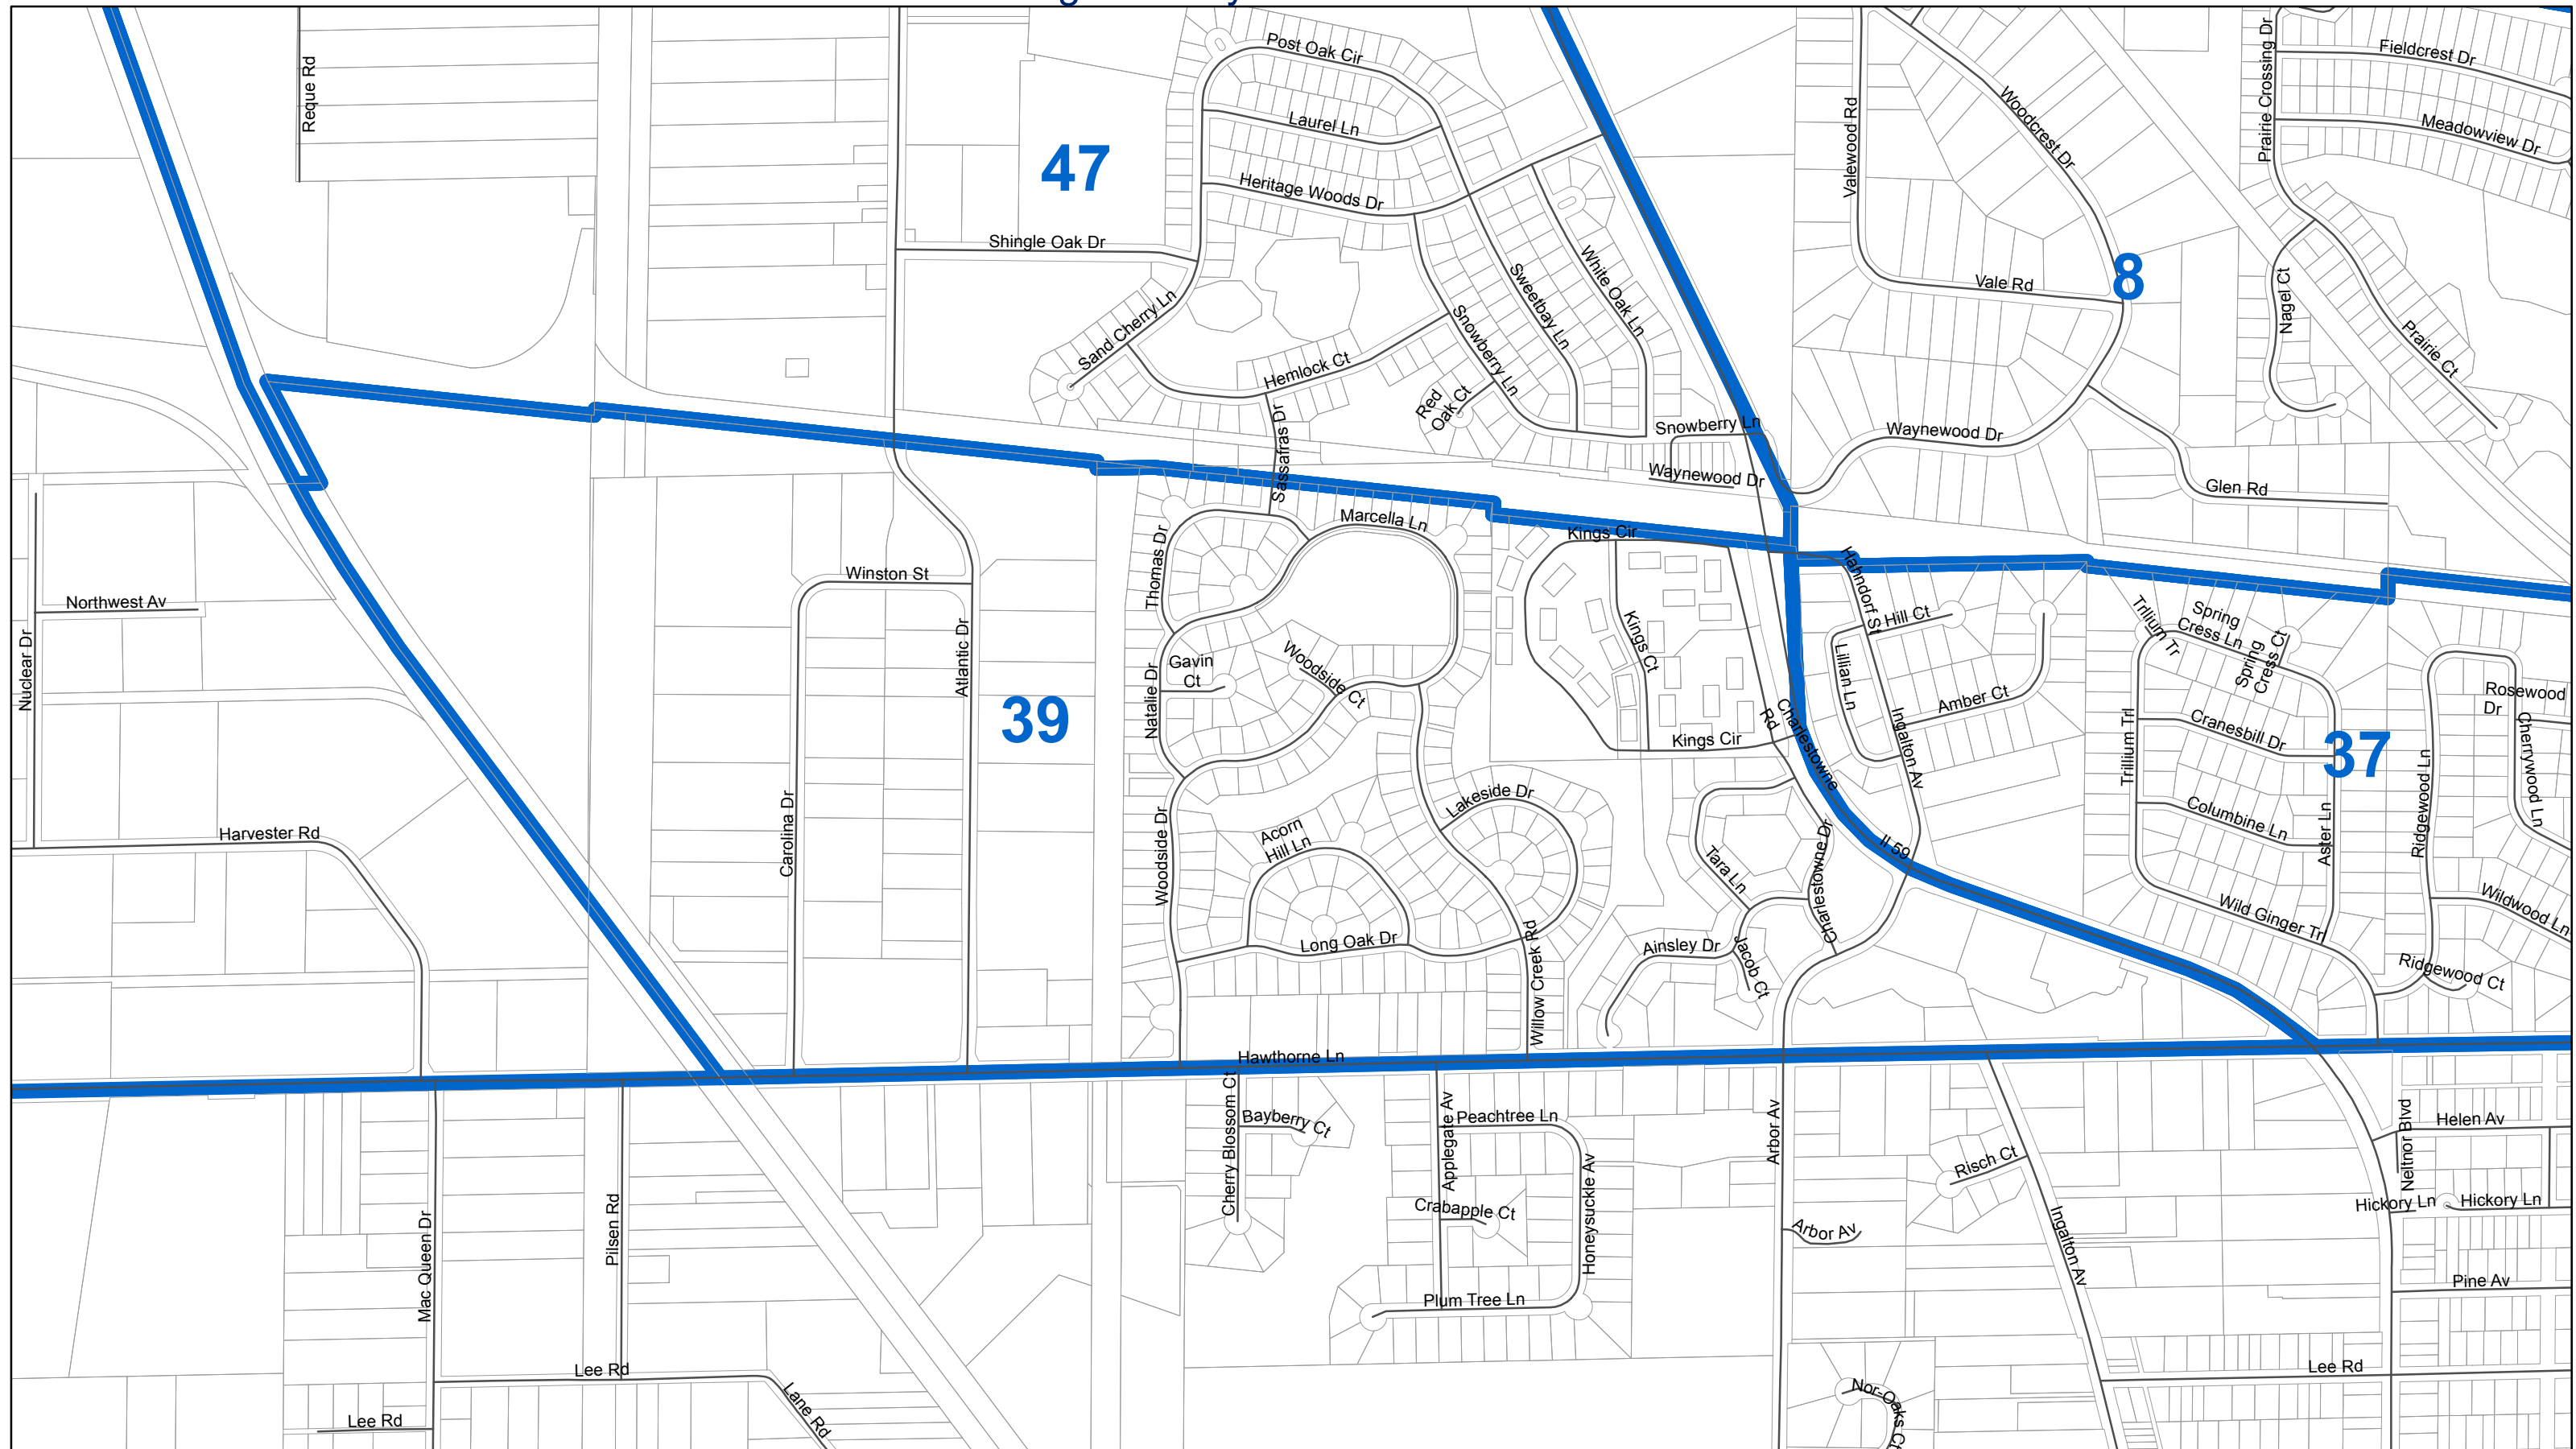 Reque Rd
Post Oak Cir
Laurel Ln
47
Heritage Woods Dr
Shingle Oak Dr
Sand Cherry Ln
Hemlock Ct
Sassafras Dr
Red
Oak Ct
Snowberry Ln
Sweetbay Ln
White Oak Ln
Snowberry Ln
Waynewood Dr
Valewood Rd
Woodcrest Dr
Vale Rd
8
Waynewood Dr
Glen Rd
Prairie Crossing Dr
Fieldcrest Dr
Meadowview Dr
Nagel Ct
Prairie Ct
Nuclear Dr
Northwest Av
Harvester Rd
Winston St
Carolina Dr
Atlantic Dr
39
Thomas Dr
Marcella Ln
Natalie Dr
Gavin
Ct
Woodside Ct
Woodside Dr
Acorn
Hill Ln
Long Oak Dr
Lakeside Dr
Willow Creek Rd
Kings Cir
Kings Ct
Kings Cir
Charlestowne
Rd
Hahndorf St
Hill Ct
Lillian Ln
Amber Ct
Ingalton Av
Il 59
Tara Ln
Charlestowne Dr
Ainsley Dr
Jacob Ct
Trillium Tr
Spring
Cress Ln
Spring
Cress Ct
Trillium Trl
Cranesbill Dr
37
Columbine Ln
Aster Ln
Wild Ginger Trl
Ridgewood Ln
Rosewood
Dr
Cherrywood Ln
Wildwood Ln
Ridgewood Ct
Hawthorne Ln
Mac Queen Dr
Pilsen Rd
Lee Rd
Lee Rd
Lane Rd
Cherry Blossom Ct
Bayberry Ct
Applegate Av
Peachtree Ln
Crabapple Ct
Honeysuckle Av
Plum Tree Ln
Arbor Av
Arbor Av
Risch Ct
Ingalton Av
Nor-Oaks Ct
Neltnor Blvd
Helen Av
Hickory Ln
Hickory Ln
Pine Av
Lee Rd